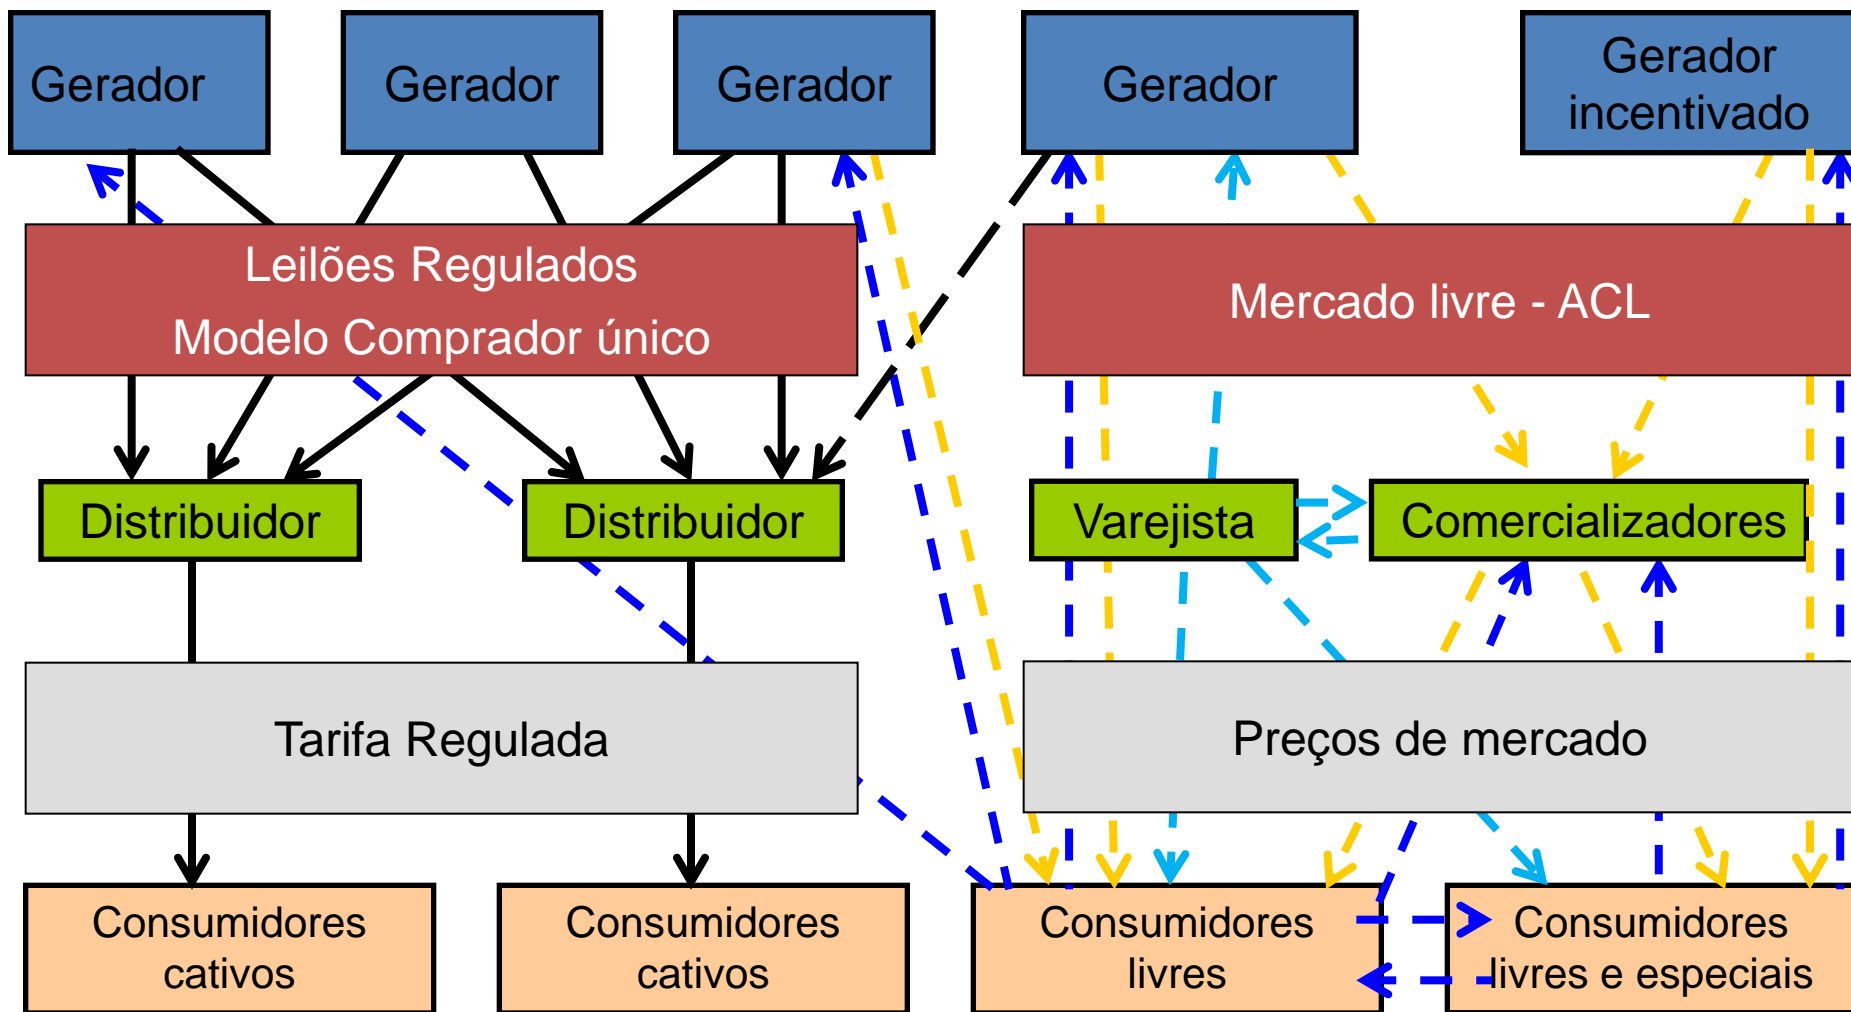 Gerador
Gerador
Gerador
Gerador
Gerador
incentivado
Leilões Regulados
Modelo Comprador único
Mercado livre - ACL
Distribuidor
Distribuidor
Varejista
Comercializadores
Tarifa Regulada
Preços de mercado
Consumidores
cativos
Consumidores
cativos
Consumidores
livres
Consumidores
livres e especiais